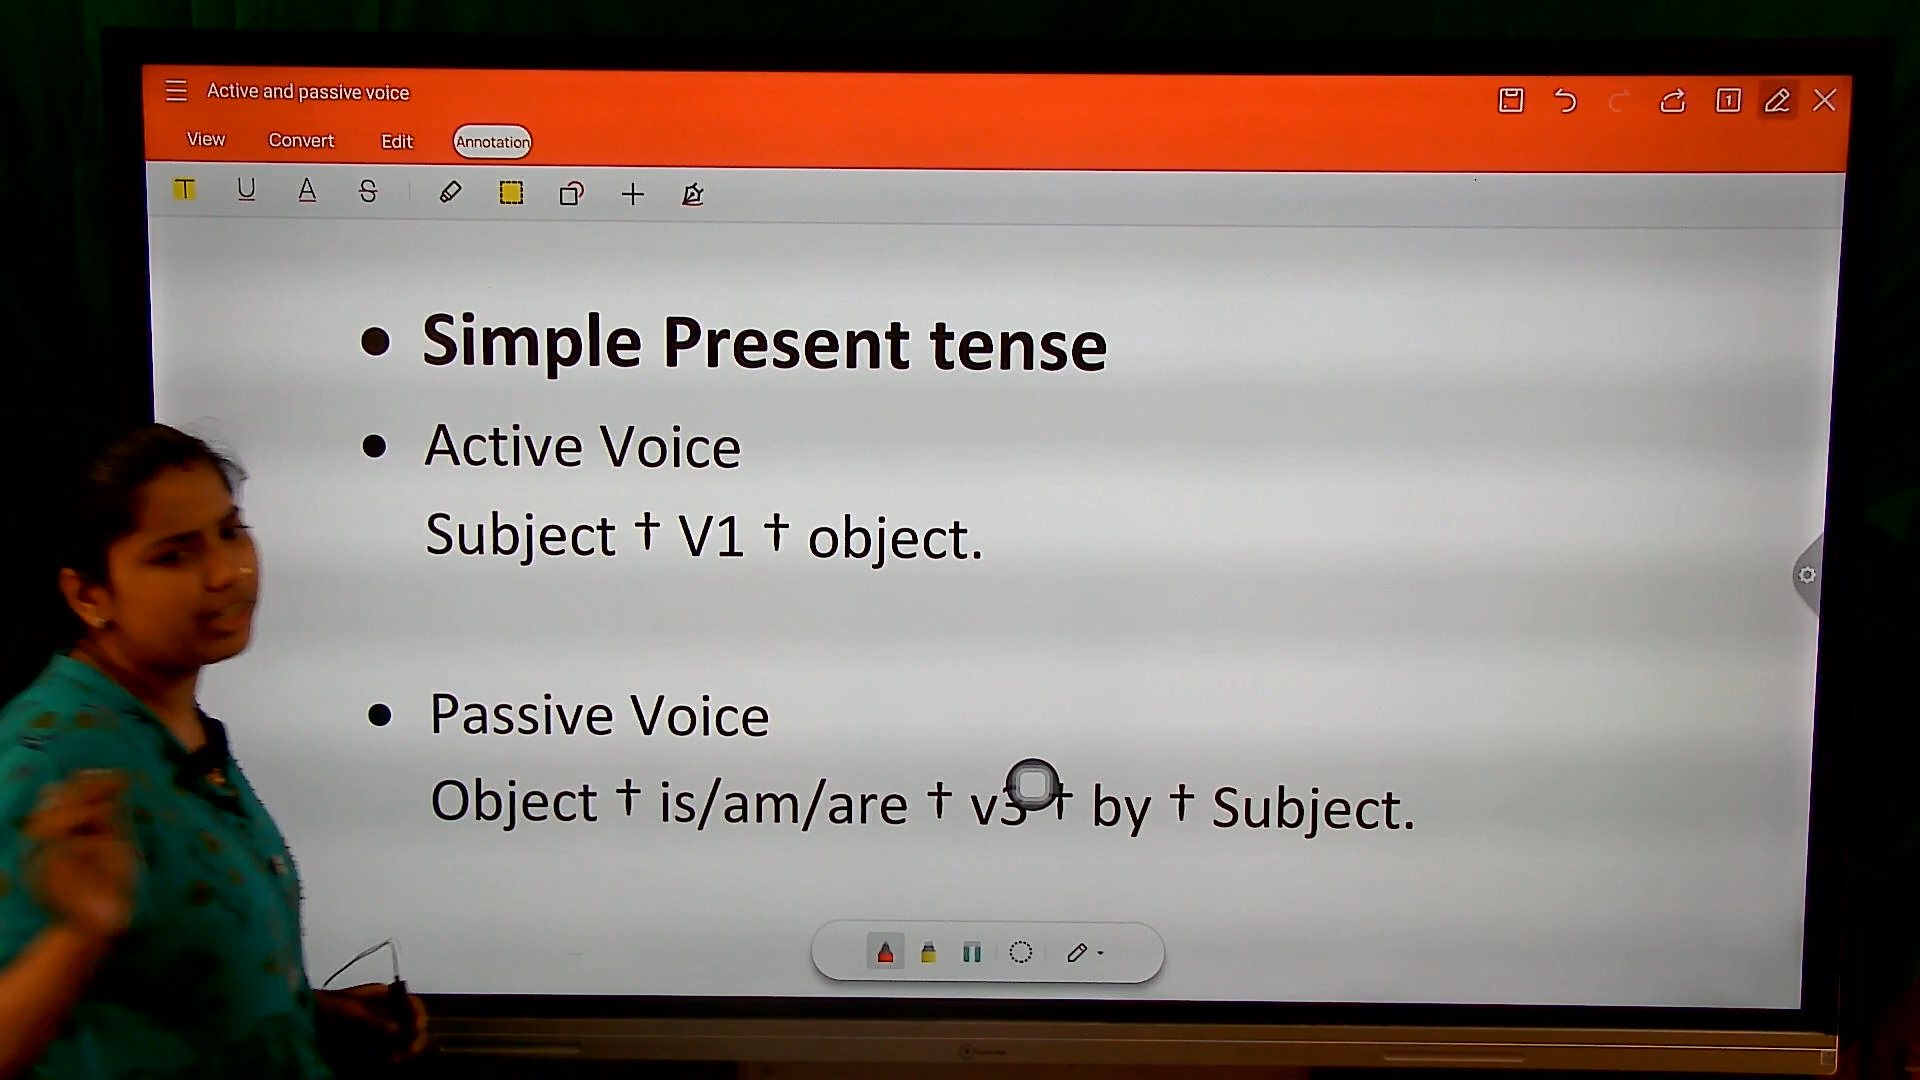 Active and passive voice
View Convert Edit Annotation
• Simple Present tense
• Active Voice
Subject † V1 † object.
• Passive Voice
Object † is/am/are † v3 † by † Subject.